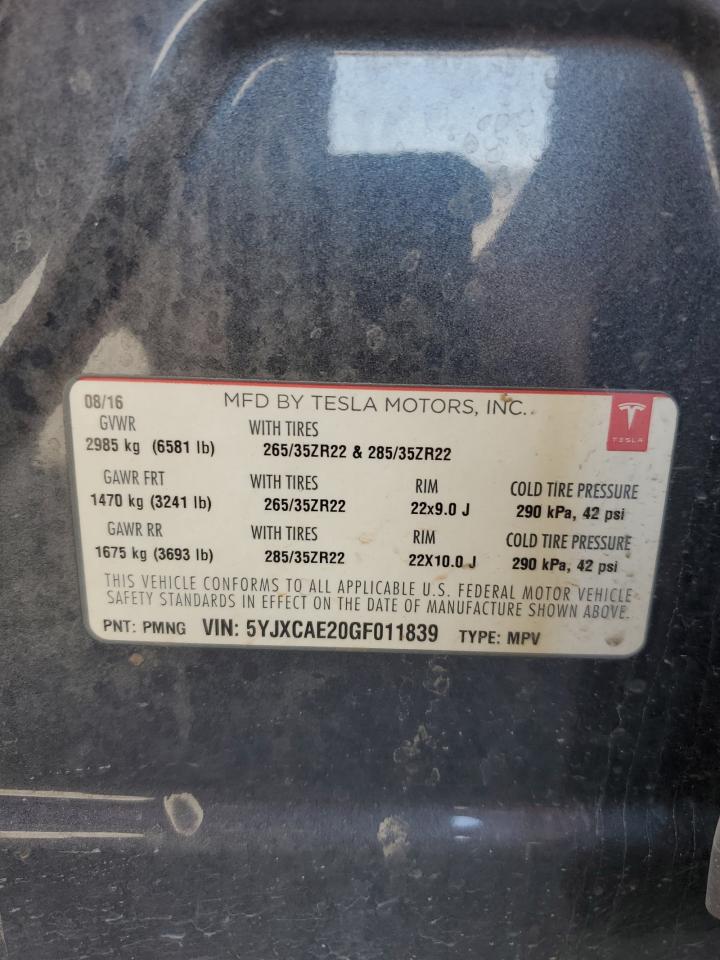 08/16 MFD BY TESLA MOTORS, INC.
GVWR WITH TIRES
2985 kg (6581 lb) 265/35ZR22 & 285/35ZR22
TESLA
GAWR FRT WITH TIRES RIM COLD TIRE PRESSURE
1470 kg (3241 lb) 265/35ZR22 22x9.0 J 290 kPa, 42 psi
GAWR RR WITH TIRES RIM COLD TIRE PRESSURE
1675 kg (3693 lb) 285/35ZR22 22X10.0 J 290 kPa, 42 psi
THIS VEHICLE CONFORMS TO ALL APPLICABLE U.S. FEDERAL MOTOR VEHICLE
SAFETY STANDARDS IN EFFECT ON THE DATE OF MANUFACTURE SHOWN ABOVE.
PNT: PMNG VIN: 5YJXCAE20GF011839 TYPE: MPV